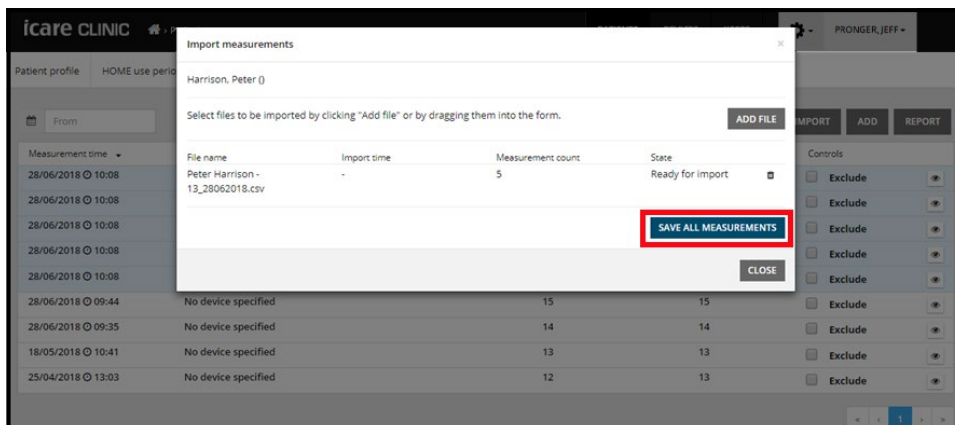 icare CLINIC
PRONGER, JEFF
Import measurements
×
Patient profile
HOME use perio
Harrison, Peter ()
Select files to be imported by clicking "Add file" or by dragging them into the form.
ADD FILE
From
IMPORT
ADD
REPORT
Measurement time
File name
Import time
Measurement count
State
Controls
Peter Harrison -
13_28062018.csv
-
5
Ready for import
28/06/2018 10:08
Exclude
28/06/2018 10:08
Exclude
28/06/2018 10:08
SAVE ALL MEASUREMENTS
Exclude
28/06/2018 10:08
Exclude
28/06/2018 10:08
CLOSE
Exclude
28/06/2018 09:44 No device specified 15 15 Exclude
28/06/2018 09:35 No device specified 14 14 Exclude
18/05/2018 10:41 No device specified 13 13 Exclude
25/04/2018 13:03 No device specified 12 13 Exclude
« ‹ 1 › »